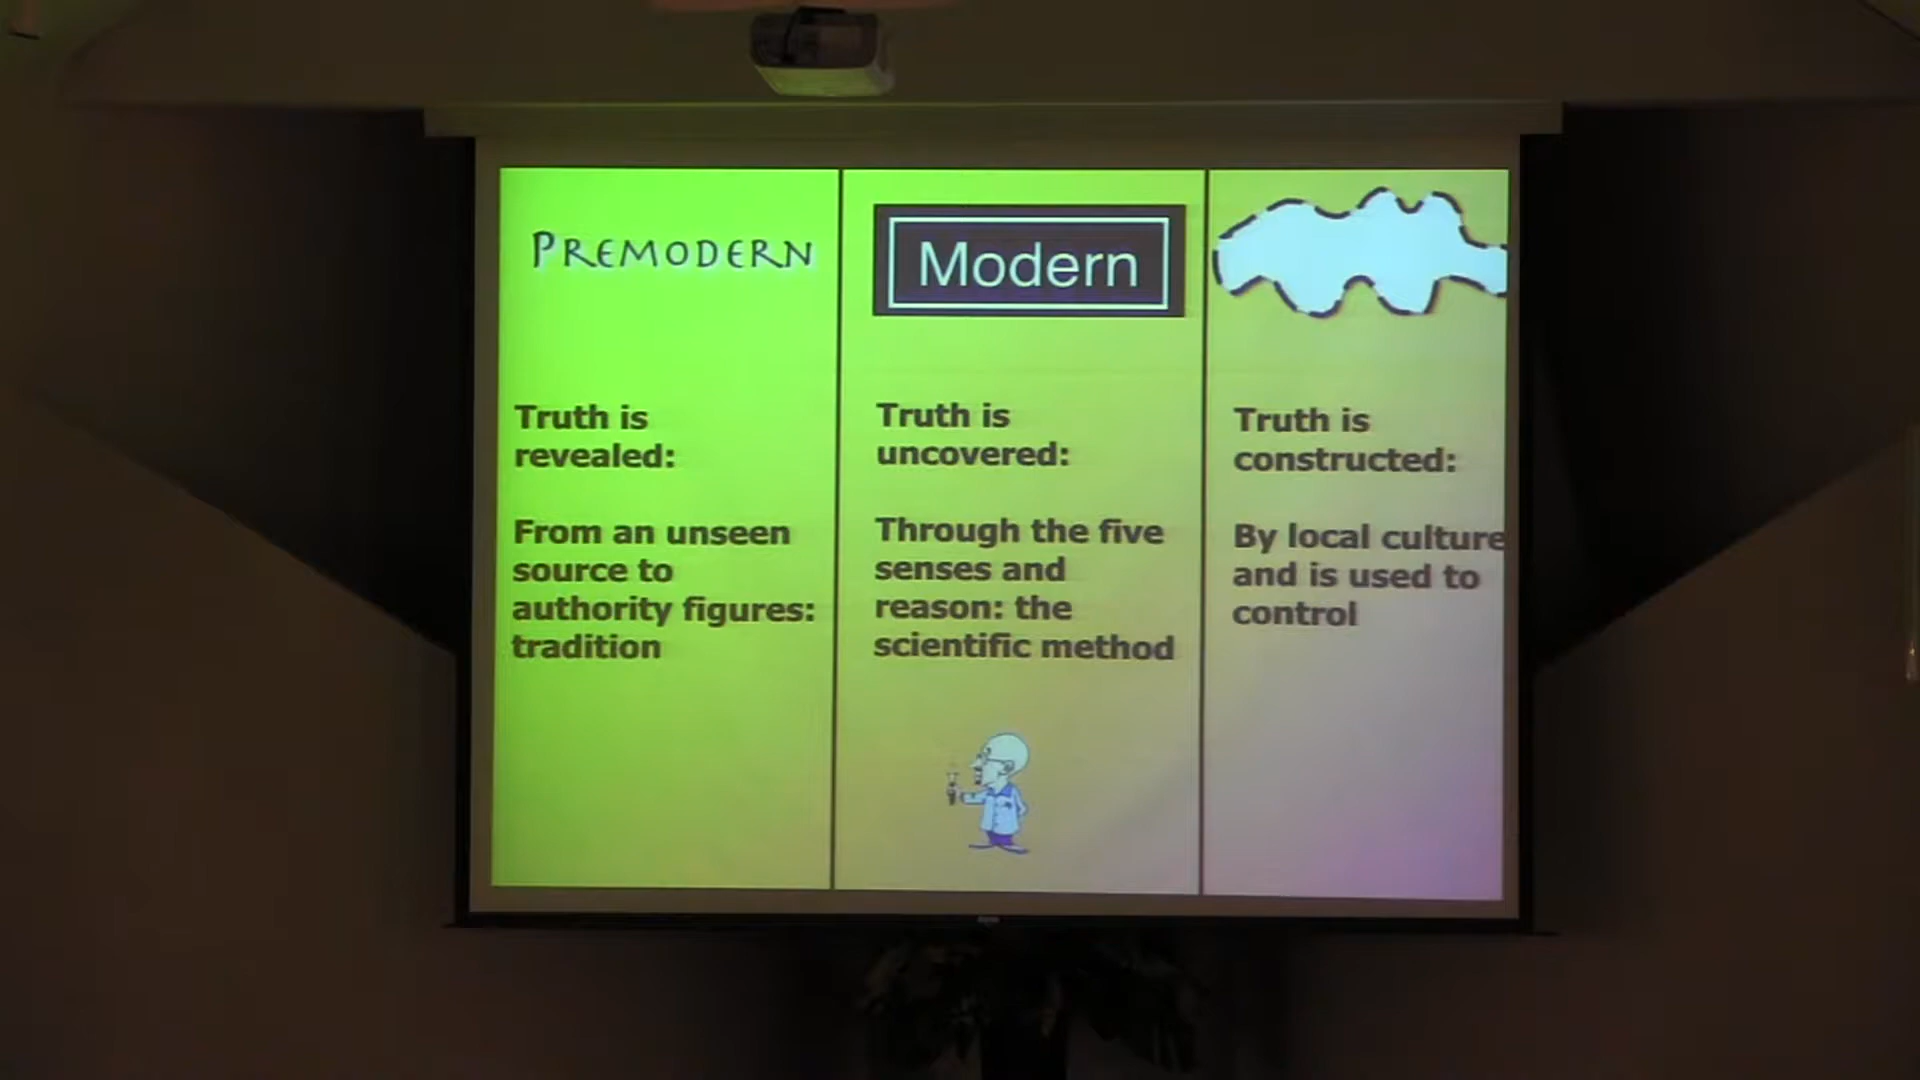 PREMODERN
Truth is
revealed:
From an unseen
source to
authority figures:
tradition
Modern
Truth is
uncovered:
Through the five
senses and
reason: the
scientific method
Truth is
constructed:
By local culture
and is used to
control